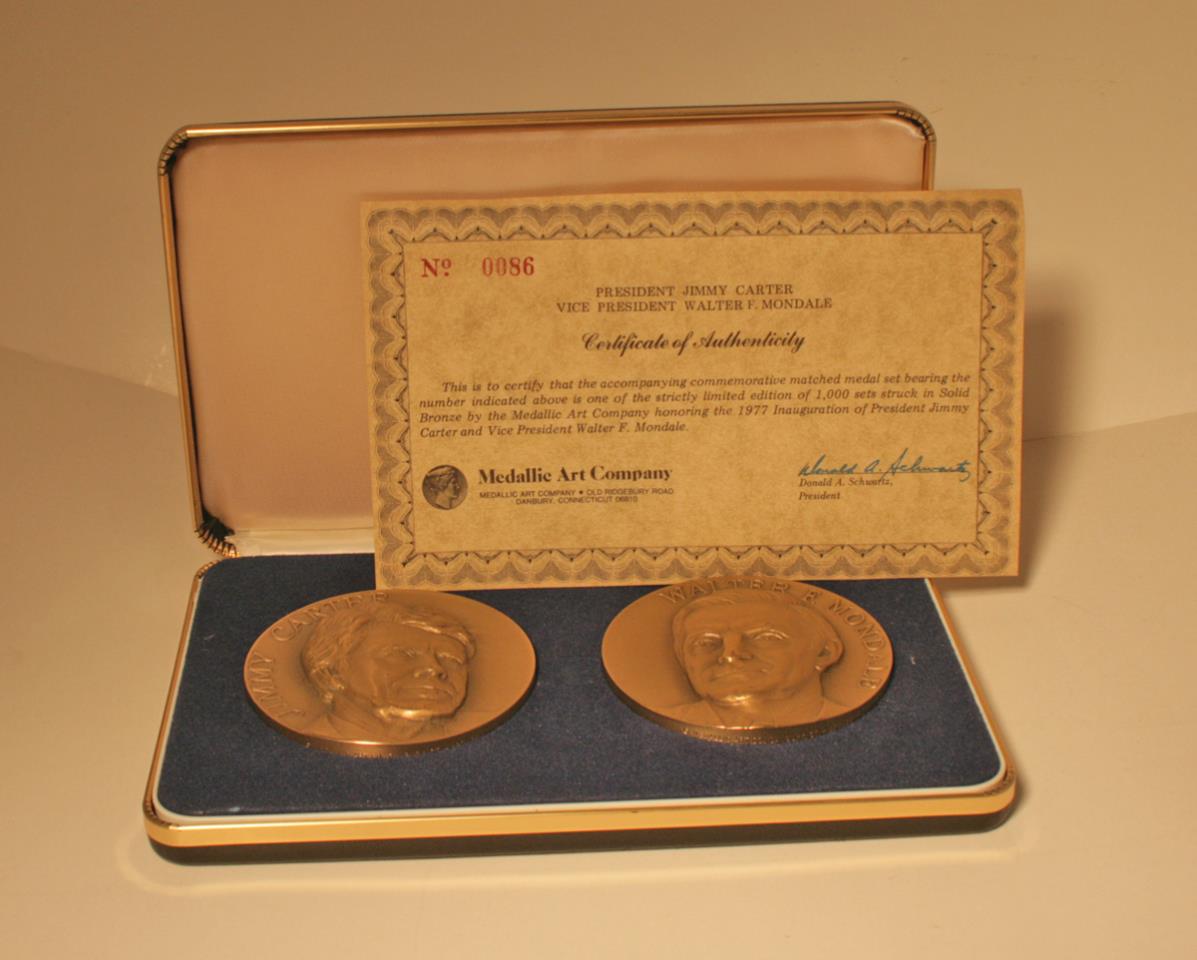 Nº 0086
PRESIDENT JIMMY CARTER
VICE PRESIDENT WALTER F. MONDALE
Certificate of Authenticity
This is to certify that the accompanying commemorative matched medal set bearing the
number indicated above is one of the strictly limited edition of 1,000 sets struck in Solid
Bronze by the Medallic Art Company honoring the 1977 Inauguration of President Jimmy
Carter and Vice President Walter F. Mondale.
Medallic Art Company
MEDALLIC ART COMPANY ★ OLD RIDGEBURY ROAD
DANBURY, CONNECTICUT 06810
Donald A. Schwartz
Donald A. Schwartz,
President
JIMMY CARTER
WALTER F. MONDALE